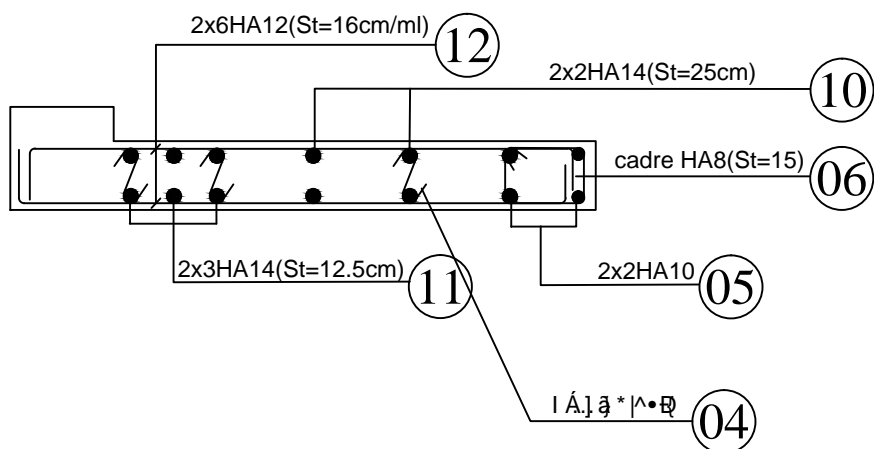 2x6HA12(St=16cm/ml) 12
2x2HA14(St=25cm) 10
cadre HA8(St=15) 06
2x3HA14(St=12.5cm) 11
2x2HA10 05
04